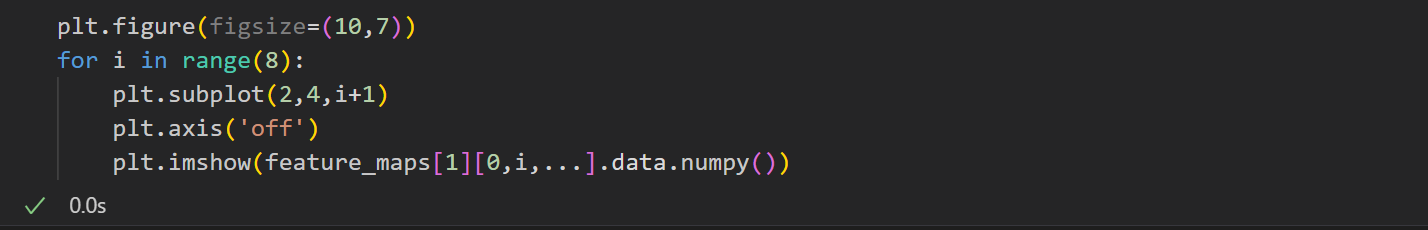 plt.figure(figsize=(10,7))
for i in range(8):
    plt.subplot(2,4,i+1)
    plt.axis('off')
    plt.imshow(feature_maps[1][0,i,...].data.numpy())
0.0s